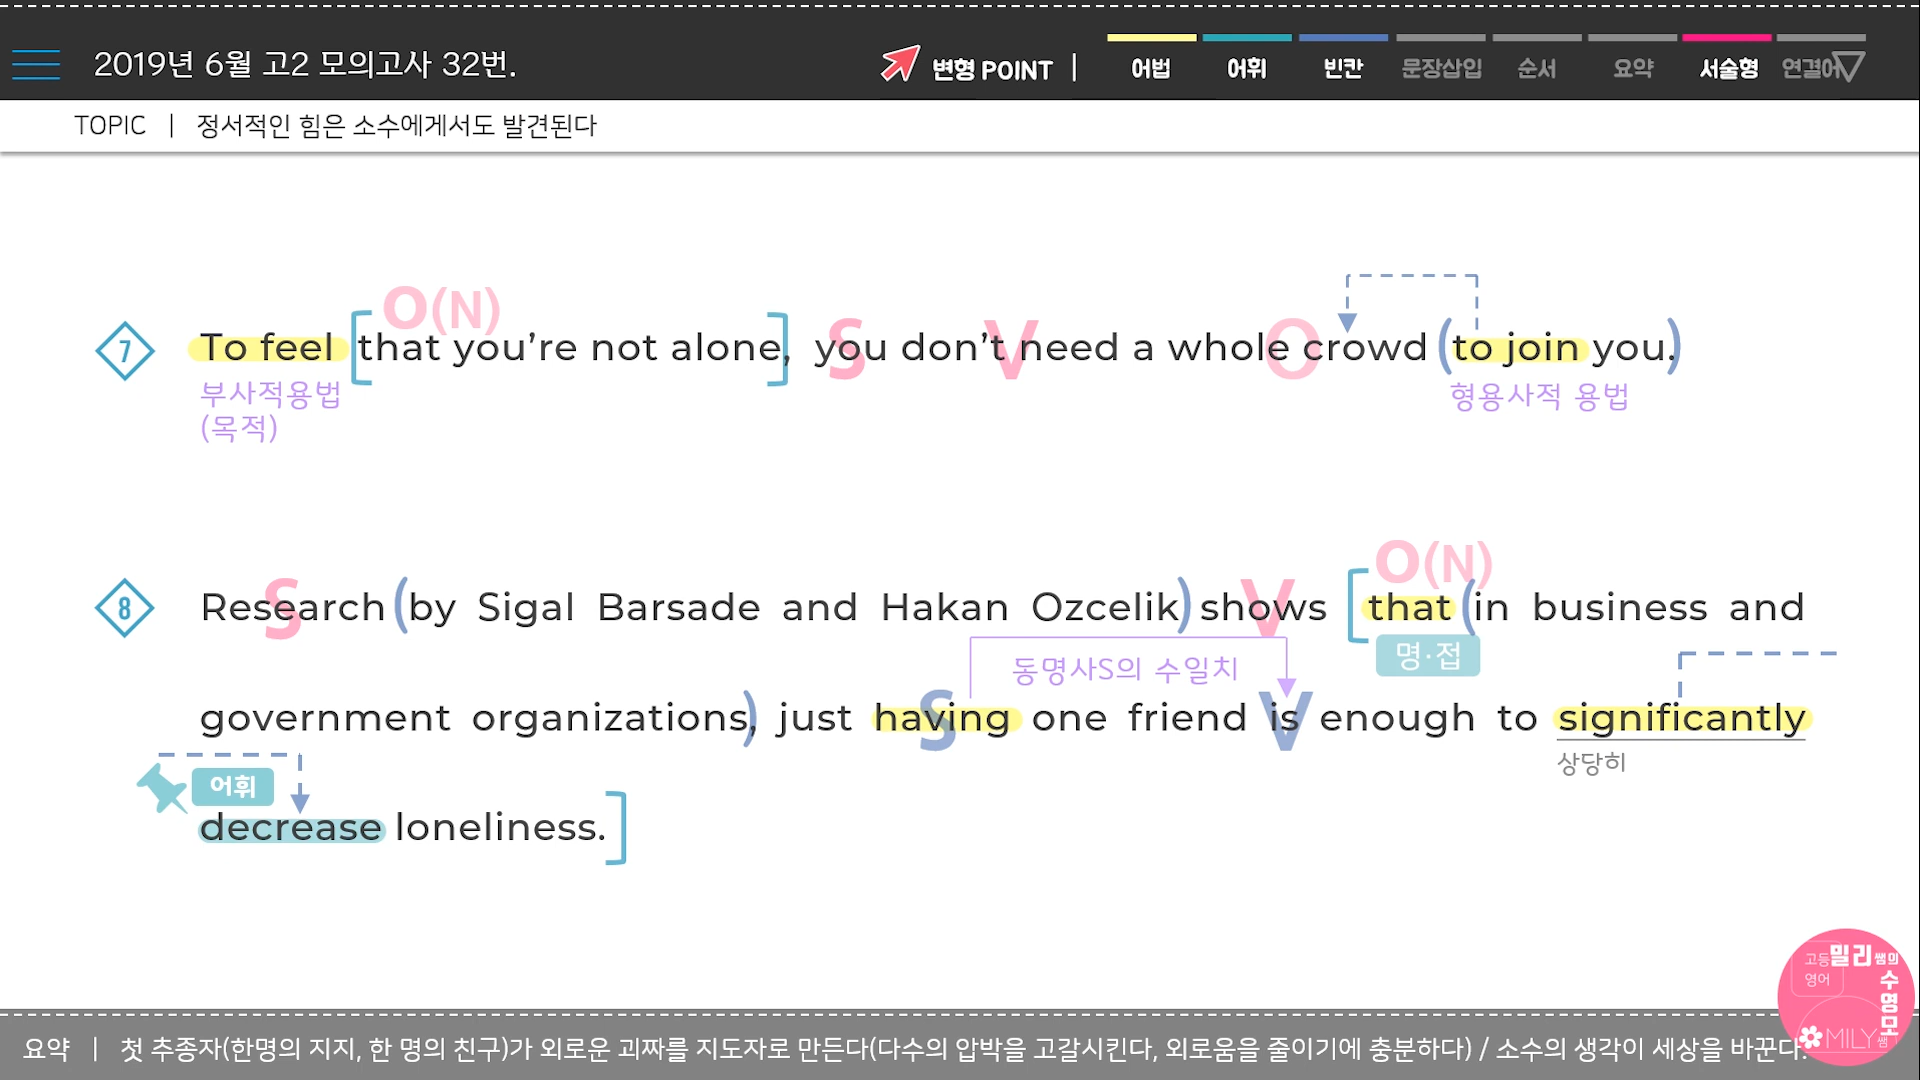 2019년 6월 고2 모의고사 32번.
변형 POINT | 어법 어휘 빈칸 문장삽입 순서 요약 서술형 연결어
TOPIC | 정서적인 힘은 소수에게서도 발견된다
O(N)
7 To feel [that you're not alone], you don't need a whole crowd (to join you.)
S V O
부사적용법
(목적)
형용사적 용법
O(N)
8 Research (by Sigal Barsade and Hakan Ozcelik) shows [that (in business and
S V
명·접
동명사S의 수일치
government organizations), just having one friend is enough to significantly
S V
상당히
어휘
decrease loneliness.]
고등 밀리쌤의
영어 수영모
MILY쌤
요약 | 첫 추종자(한명의 지지, 한 명의 친구)가 외로운 괴짜를 지도자로 만든다(다수의 압박을 고갈시킨다, 외로움을 줄이기에 충분하다) / 소수의 생각이 세상을 바꾼다.